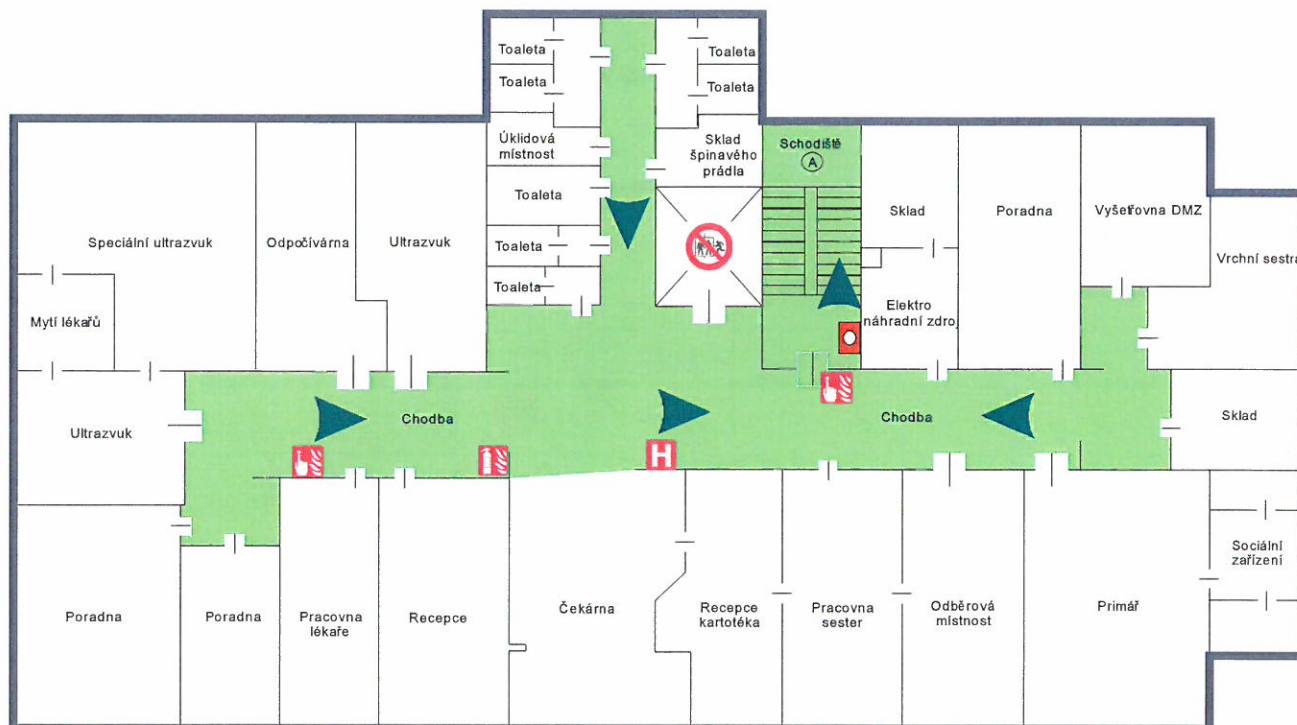 Toaleta
Toaleta
Toaleta
Toaleta
Úklidová
místnost
Sklad
špinavého
prádla
Schodiště
A
Toaleta
Sklad
Poradna
Vyšetřovna DMZ
Speciální ultrazvuk
Odpočívárna
Ultrazvuk
Toaleta
Vrchní sestra
Toaleta
Mytí lékařů
Elektro
náhradní zdroj
Chodba
Chodba
Sklad
Ultrazvuk
H
Sociální
zařízení
Poradna
Poradna
Pracovna
lékaře
Recepce
Čekárna
Recepce
kartotéka
Pracovna
sester
Odběrová
místnost
Primář